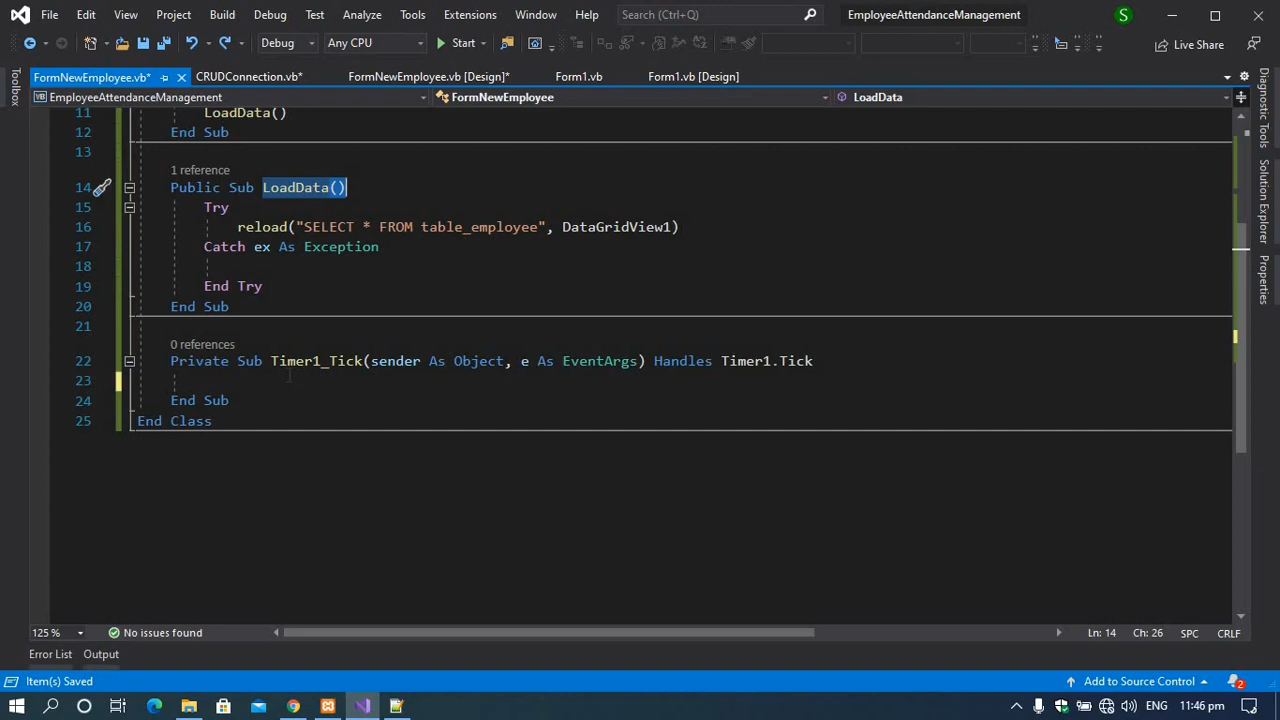 File Edit View Project Build Debug Test Analyze Tools Extensions Window Help Search (Ctrl+Q) EmployeeAttendanceManagement S
Debug Any CPU Start Live Share
FormNewEmployee.vb* CRUDConnection.vb* FormNewEmployee.vb [Design]* Form1.vb Form1.vb [Design]
EmployeeAttendanceManagement FormNewEmployee LoadData
Toolbox
Diagnostic Tools
Solution Explorer
Properties
11 LoadData()
12 End Sub
13
1 reference
14 Public Sub LoadData()
15 Try
16 reload("SELECT * FROM table_employee", DataGridView1)
17 Catch ex As Exception
18
19 End Try
20 End Sub
21
0 references
22 Private Sub Timer1_Tick(sender As Object, e As EventArgs) Handles Timer1.Tick
23
24 End Sub
25 End Class
125 % No issues found Ln: 14 Ch: 26 SPC CRLF
Error List Output
Item(s) Saved Add to Source Control 2
ENG 11:46 pm